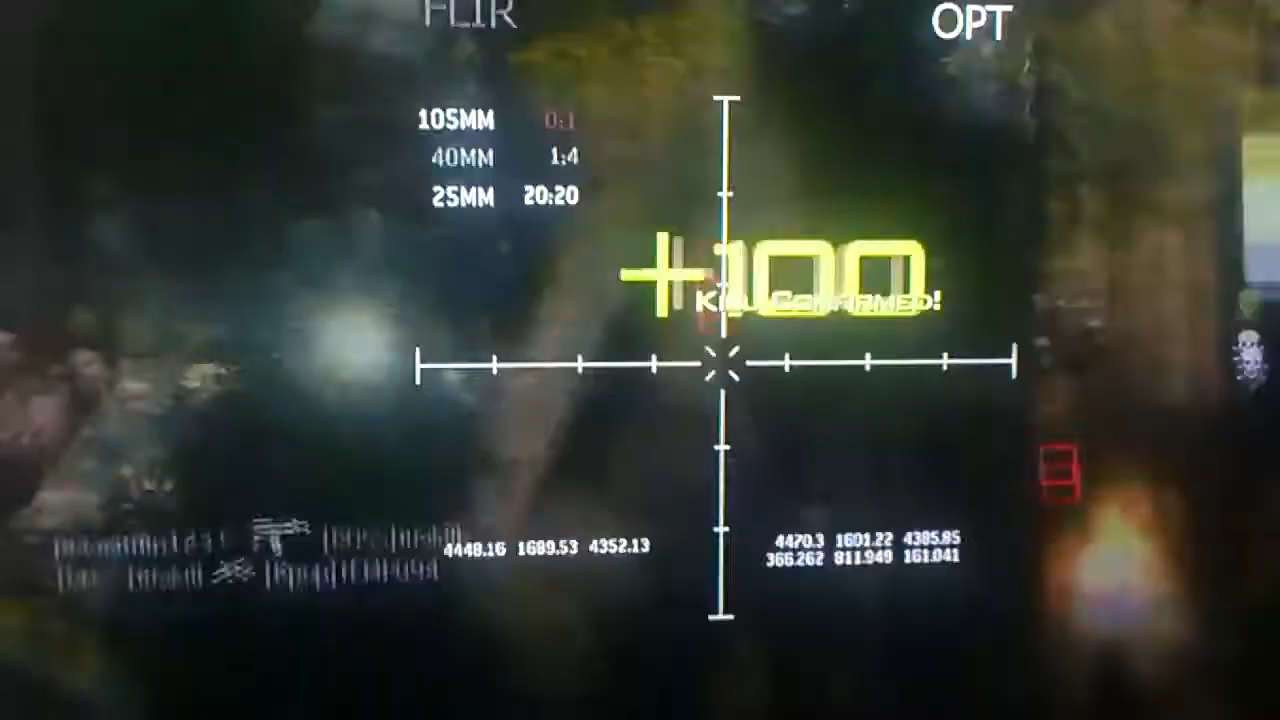 FLIR
OPT
105MM 0:1
40MM 1:4
25MM 20:20
+100
Kill Confirmed!
4448.16 1689.53 4352.13
4470.3 1601.22 4385.85
366.262 811.949 161.041